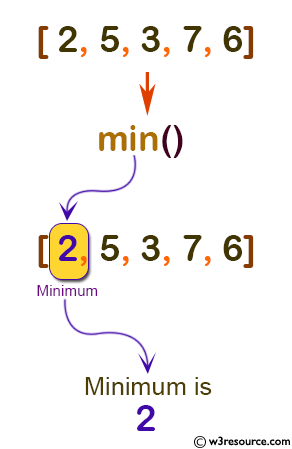 [ 2, 5, 3, 7, 6]
min()
[ 2, 5, 3, 7, 6]
Minimum
Minimum is
2
© w3resource.com